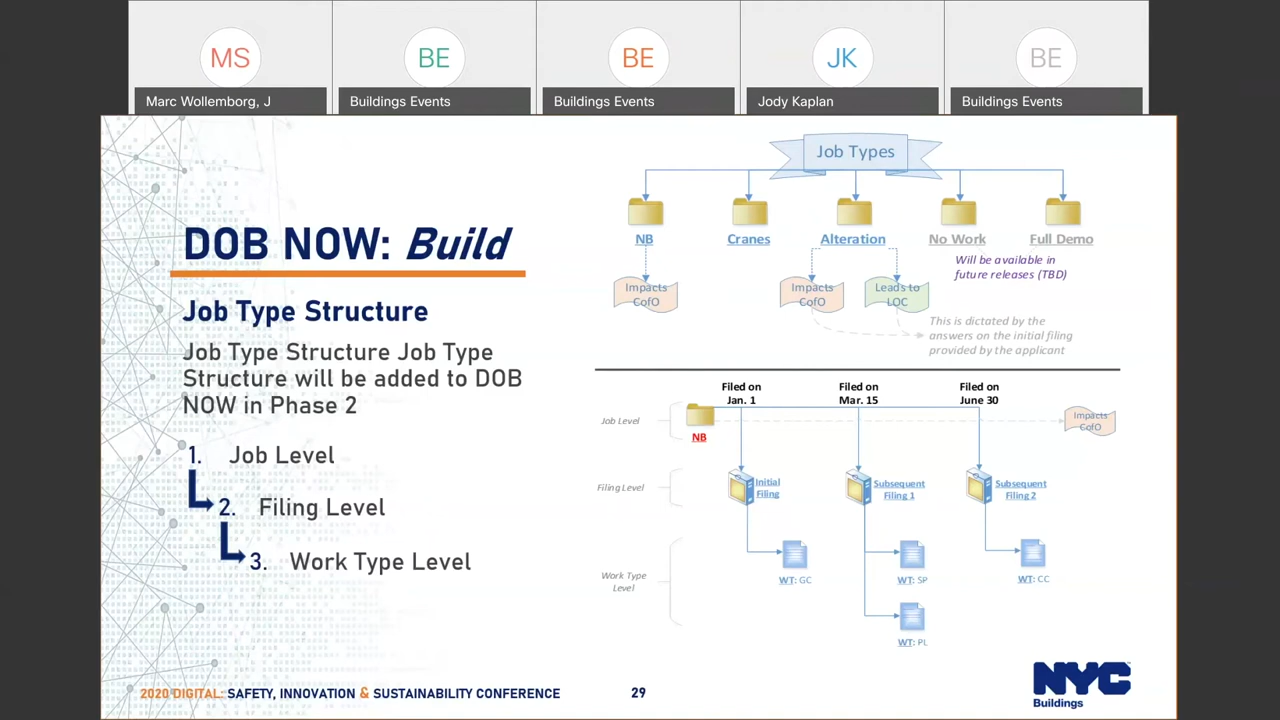 MS
BE
BE
JK
BE
Marc Wollemborg, J
Buildings Events
Buildings Events
Jody Kaplan
Buildings Events
DOB NOW: Build
Job Type Structure
Job Type Structure Job Type
Structure will be added to DOB
NOW in Phase 2
1. Job Level
2. Filing Level
3. Work Type Level
Job Types
NB
Cranes
Alteration
No Work
Full Demo
Will be available in
future releases (TBD)
Impacts
CofO
Impacts
CofO
Leads to
LOC
This is dictated by the
answers on the initial filing
provided by the applicant
Filed on
Jan. 1
Filed on
Mar. 15
Filed on
June 30
Job Level
NB
Impacts
CofO
Filing Level
Initial
Filing
Subsequent
Filing 1
Subsequent
Filing 2
Work Type
Level
WT: GC
WT: SP
WT: CC
WT: PL
2020 DIGITAL: SAFETY, INNOVATION & SUSTAINABILITY CONFERENCE
29
NYC
Buildings